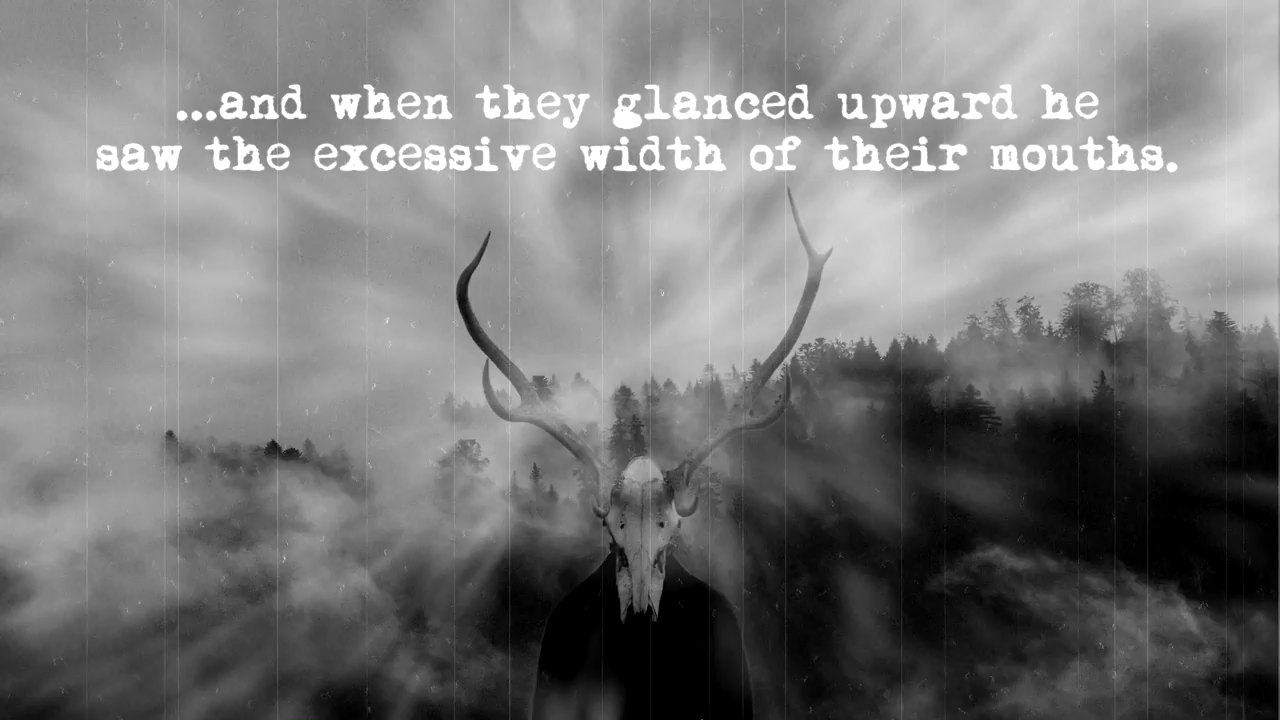 ...and when they glanced upward he
saw the excessive width of their mouths.